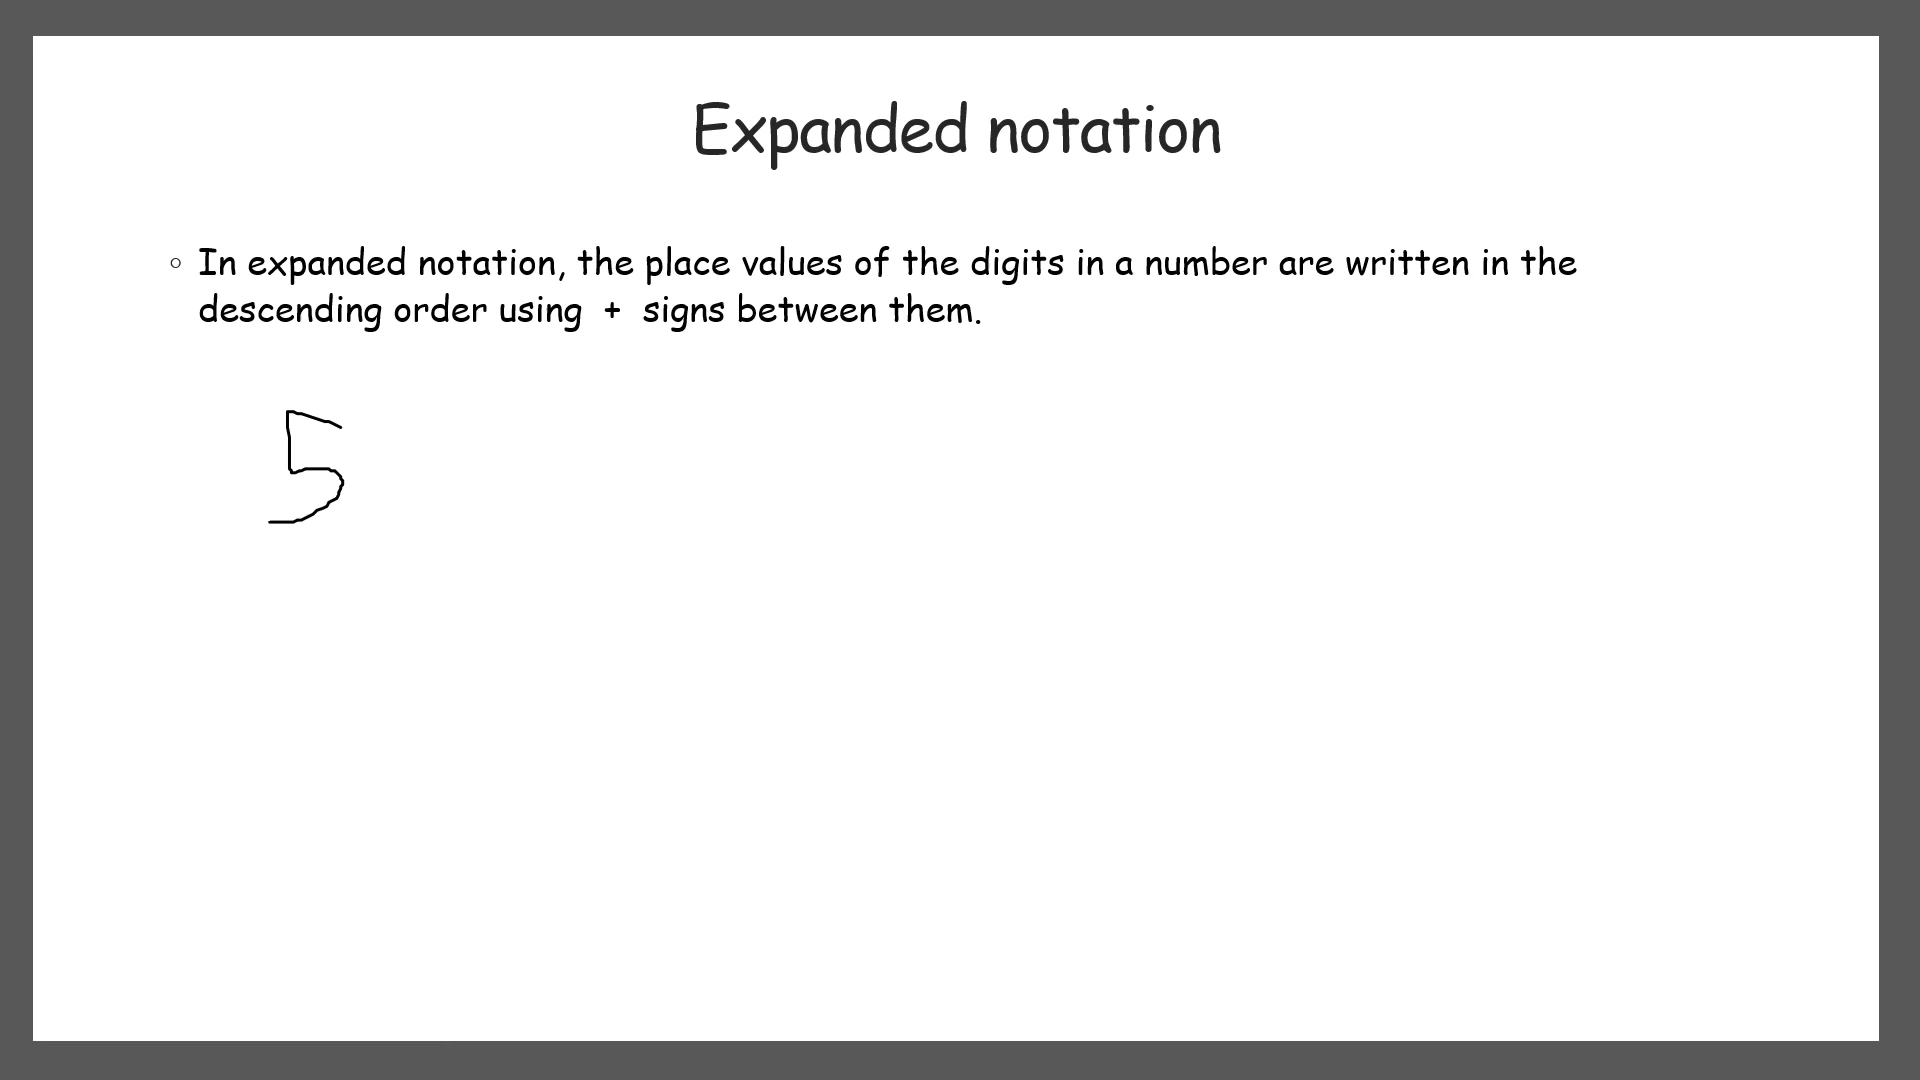 Expanded notation
◦ In expanded notation, the place values of the digits in a number are written in the
descending order using + signs between them.
5